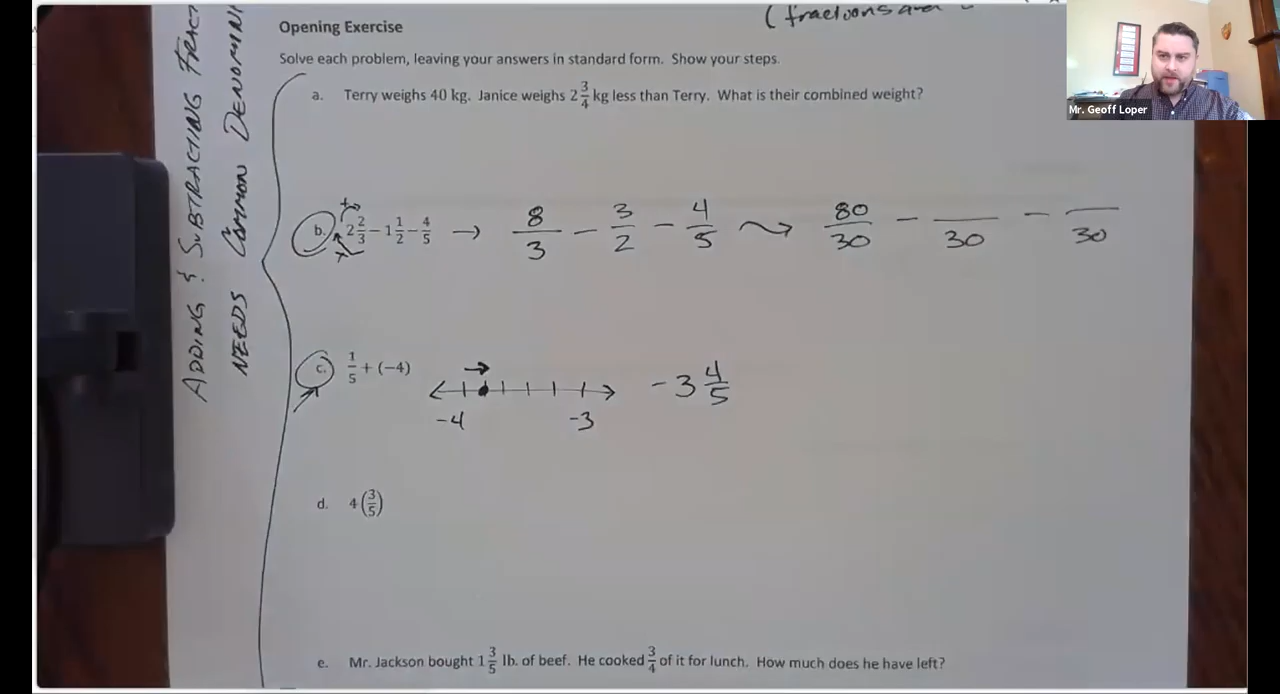 (fractions are
Opening Exercise
Solve each problem, leaving your answers in standard form. Show your steps.
a. Terry weighs 40 kg. Janice weighs 2 3/4 kg less than Terry. What is their combined weight?
b. 2 2/3 − 1 1/2 − 4/5 → 8/3 − 3/2 − 4/5 ⇝ 80/30 − /30 − /30
+
x
c. 1/5 + (−4)
-4 -3
-3 4/5
d. 4(3/5)
e. Mr. Jackson bought 1 3/5 lb. of beef. He cooked 3/4 of it for lunch. How much does he have left?
ADDING & SUBTRACTING FRACT
NEEDS COMMON DENOMIN
Mr. Geoff Loper